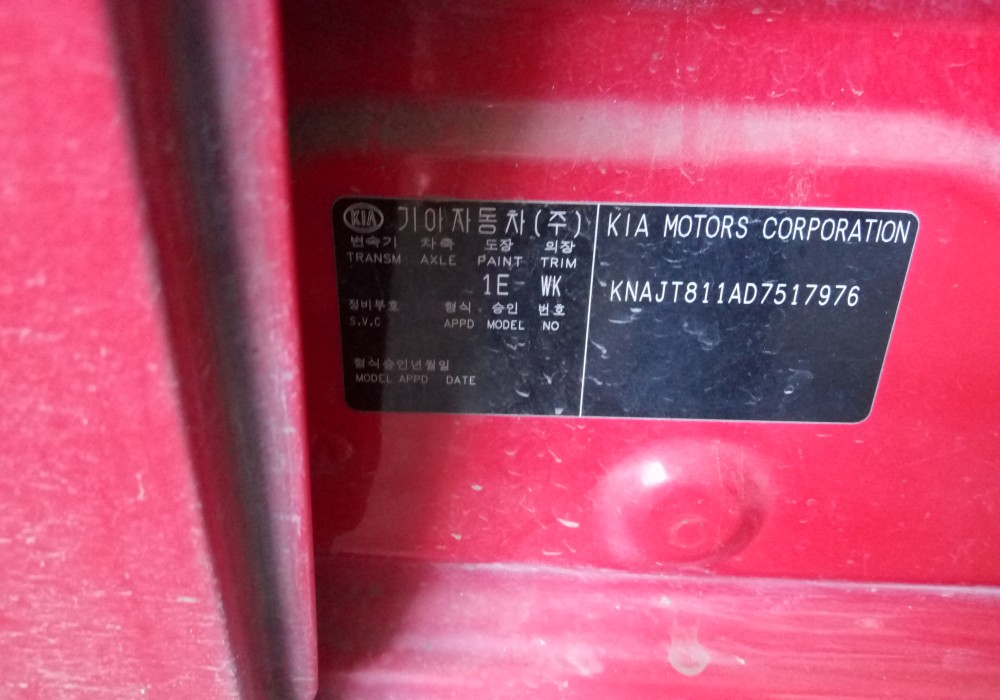 KIA 기아자동차(주)
변속기 차축 도장 의장
TRANSM AXLE PAINT TRIM
1E WK
정비부호 형식 승인 번호
S.V.C APPD MODEL NO
형식승인년월일
MODEL APPD DATE
KIA MOTORS CORPORATION
KNAJT811AD7517976